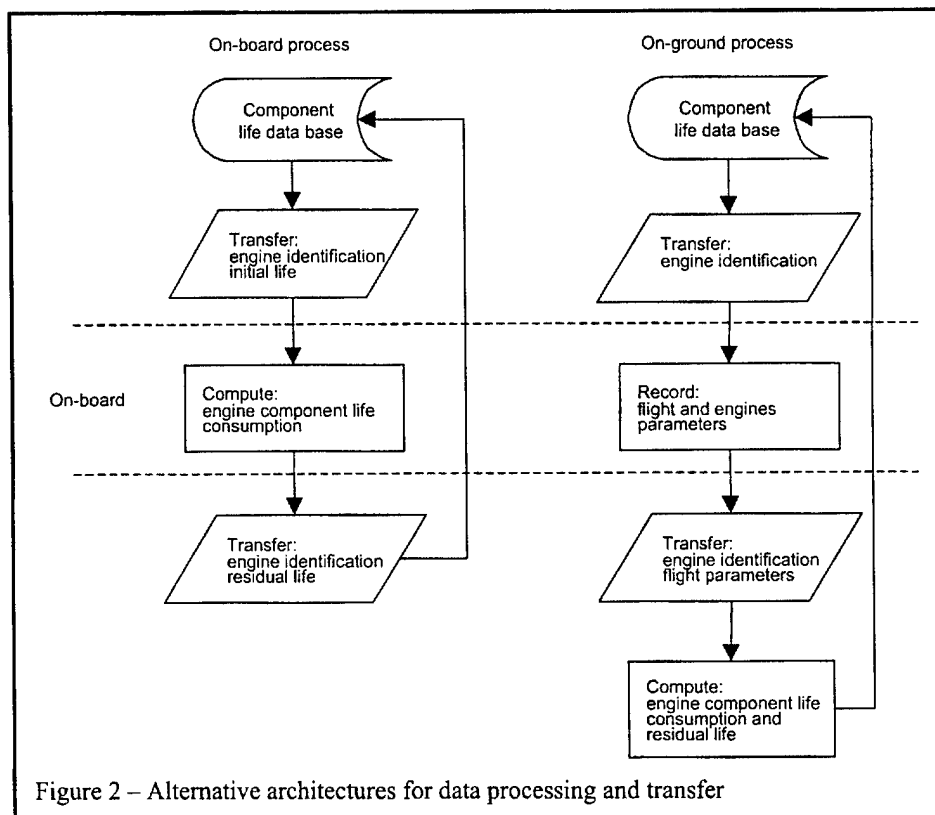 On-board process
Component
life data base
Transfer:
engine identification
initial life
On-board
Compute:
engine component life
consumption
Transfer:
engine identification
residual life
On-ground process
Component
life data base
Transfer:
engine identification
Record:
flight and engines
parameters
Transfer:
engine identification
flight parameters
Compute:
engine component life
consumption and
residual life
Figure 2 – Alternative architectures for data processing and transfer